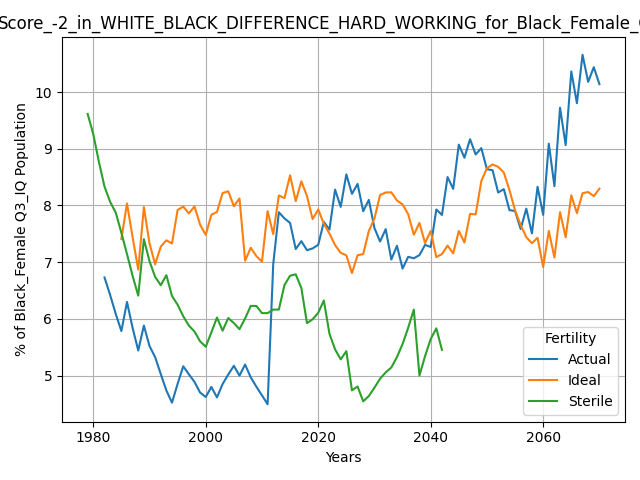 Score_-2_in_WHITE_BLACK_DIFFERENCE_HARD_WORKING_for_Black_Female_
% of Black_Female Q3_IQ Population
10
9
8
7
6
5
1980
2000
2020
2040
2060
Years
Fertility
Actual
Ideal
Sterile